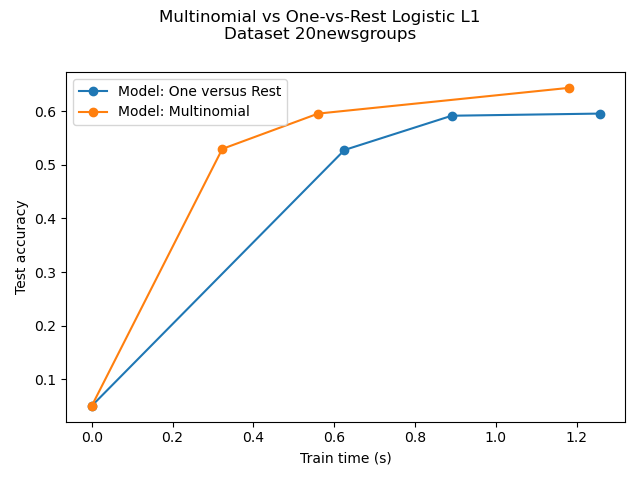 Multinomial vs One-vs-Rest Logistic L1
Dataset 20newsgroups
Model: One versus Rest
Model: Multinomial
0.6
0.5
0.4
0.3
0.2
0.1
Test accuracy
0.0 0.2 0.4 0.6 0.8 1.0 1.2
Train time (s)